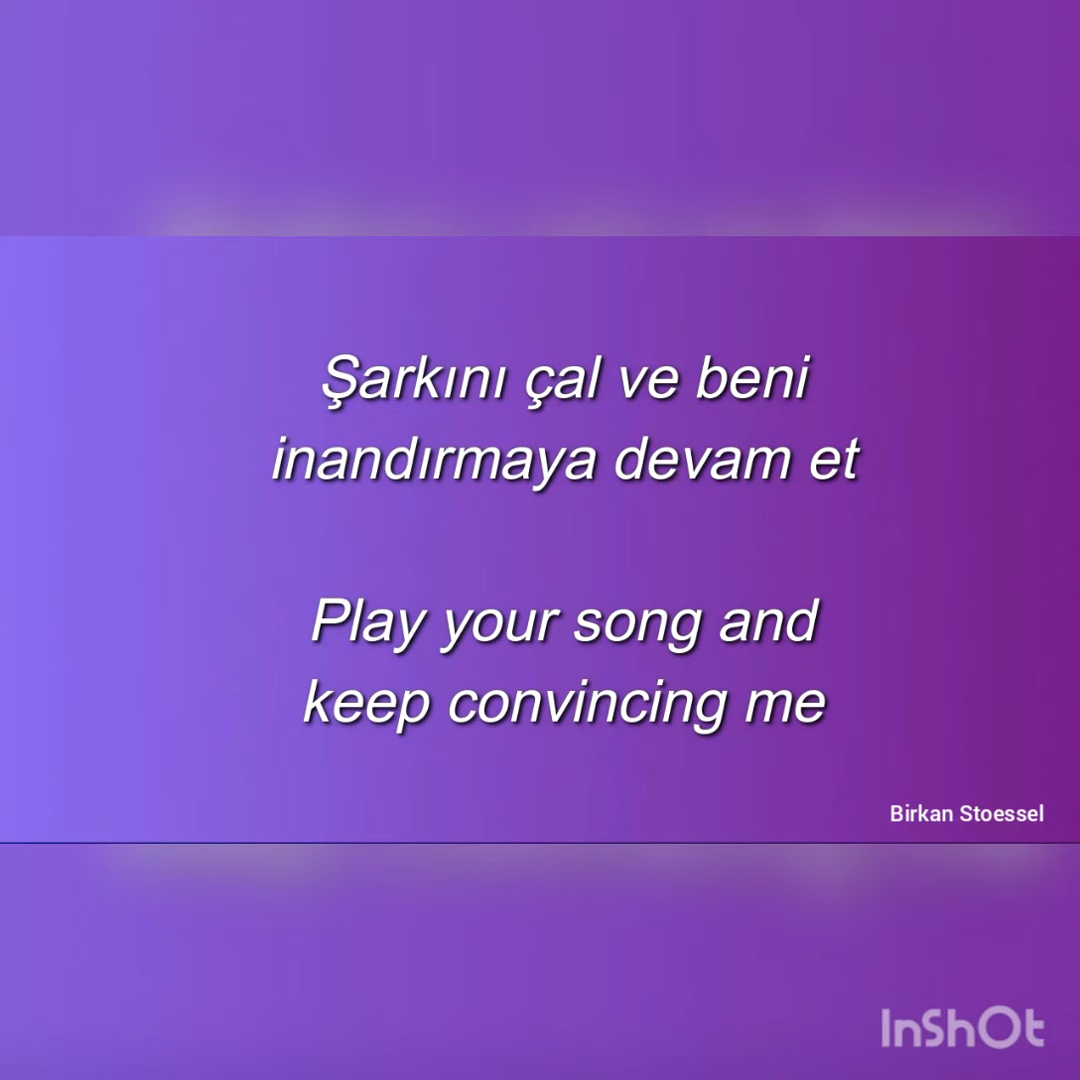 Şarkını çal ve beni
inandırmaya devam et
Play your song and
keep convincing me
Birkan Stoessel
InShOt